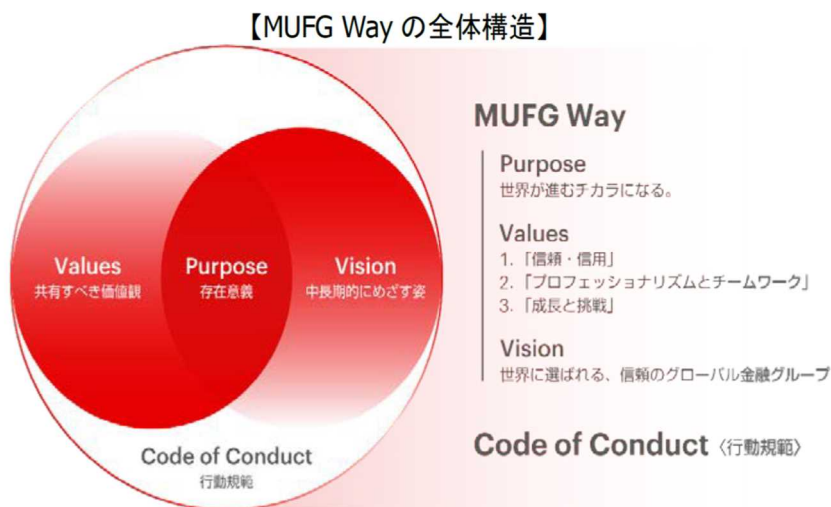 【MUFG Way の全体構造】
Values
共有すべき価値観
Purpose
存在意義
Vision
中長期的にめざす姿
Code of Conduct
行動規範
MUFG Way
Purpose
世界が進むチカラになる。
Values
1. 「信頼・信用」
2. 「プロフェッショナリズムとチームワーク」
3. 「成長と挑戦」
Vision
世界に選ばれる、信頼のグローバル金融グループ
Code of Conduct 〈行動規範〉